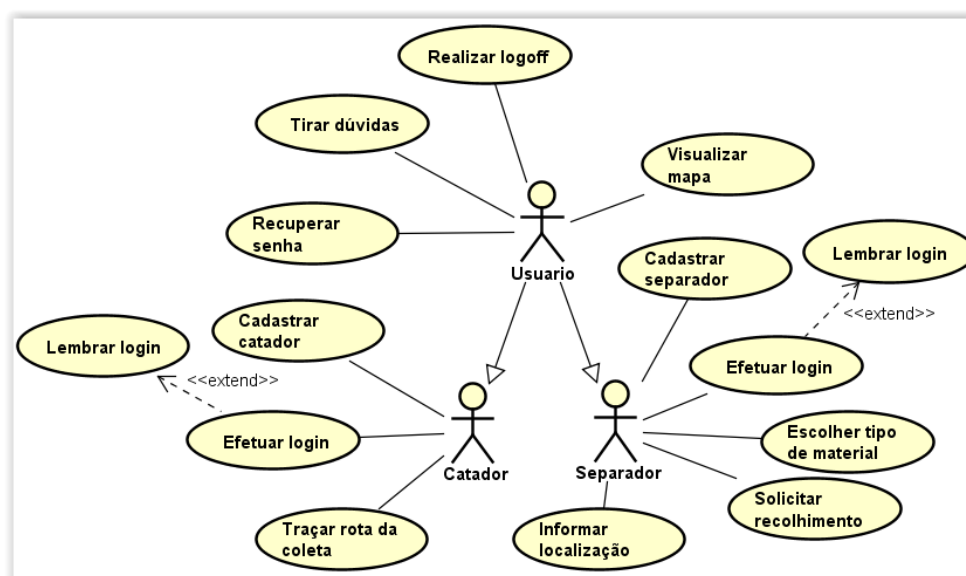 Realizar logoff
Tirar dúvidas
Visualizar
mapa
Recuperar
senha
Usuario
Cadastrar
separador
Lembrar login
<<extend>>
Cadastrar
catador
Lembrar login
<<extend>>
Efetuar login
Efetuar login
Catador
Separador
Escolher tipo
de material
Traçar rota da
coleta
Informar
localização
Solicitar
recolhimento